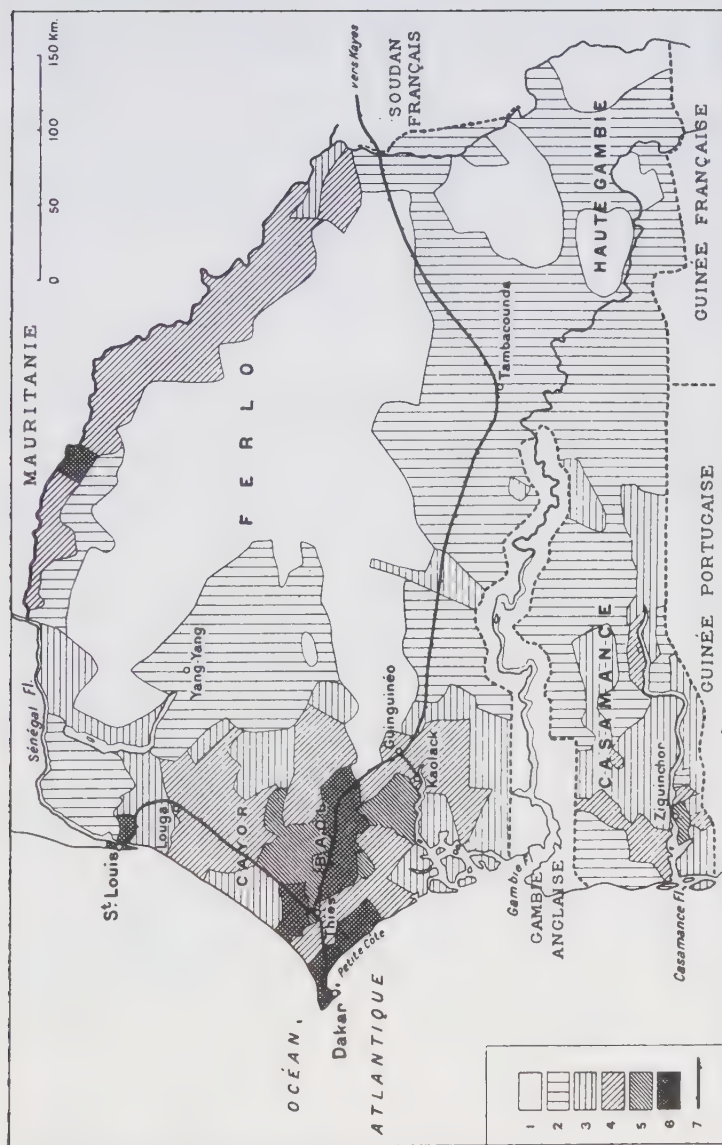 MAURITANIE
0 50 100 150 Km.
Sénégal Fl.
St. Louis
Louga
Yang-Yang
FERLO
vers Kayes
SOUDAN
FRANÇAIS
CAYOR
BAOL
Thiès
Dakar
Petite Côte
OCÉAN
ATLANTIQUE
Guinguinéo
Kaolack
Tambacounda
HAUTE GAMBIE
Gambie Fl.
GAMBIE
ANGLAISE
CASAMANCE
Ziguinchor
Casamance Fl.
GUINÉE PORTUGAISE
GUINÉE FRANÇAISE
1
2
3
4
5
6
7